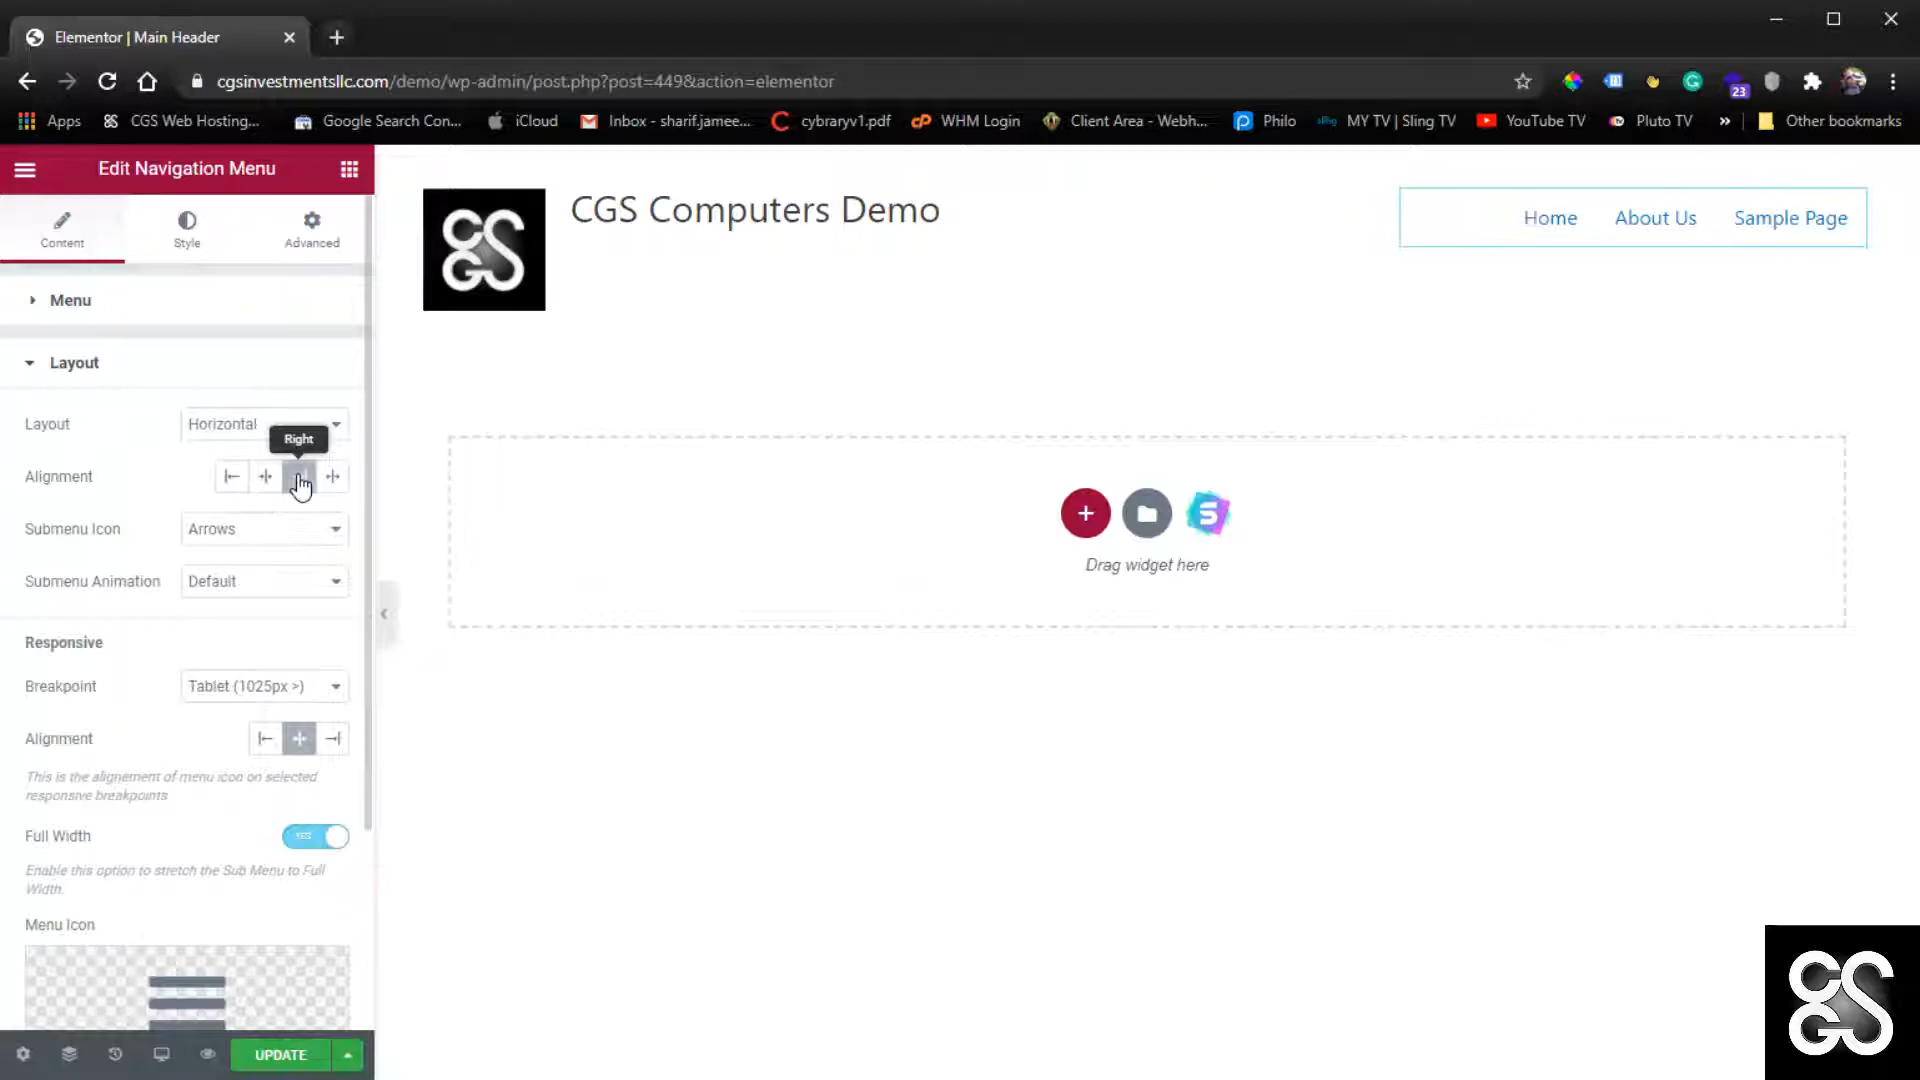 Elementor | Main Header
cgsinvestmentsllc.com/demo/wp-admin/post.php?post=449&action=elementor
23
Apps
CGS Web Hosting...
Google Search Con...
iCloud
Inbox - sharif.jamee...
cybraryv1.pdf
cP
WHM Login
Client Area - Webh...
Philo
sling
MY TV | Sling TV
YouTube TV
Pluto TV
»
Other bookmarks
Edit Navigation Menu
Content
Style
Advanced
Menu
Layout
Layout
Horizontal
Right
Alignment
Submenu Icon
Arrows
Submenu Animation
Default
Responsive
Breakpoint
Tablet (1025px >)
Alignment
This is the alignement of menu icon on selected
responsive breakpoints
Full Width
YES
Enable this option to stretch the Sub Menu to Full
Width.
Menu Icon
UPDATE
CGS
CGS Computers Demo
Home
About Us
Sample Page
S
Drag widget here
CGS